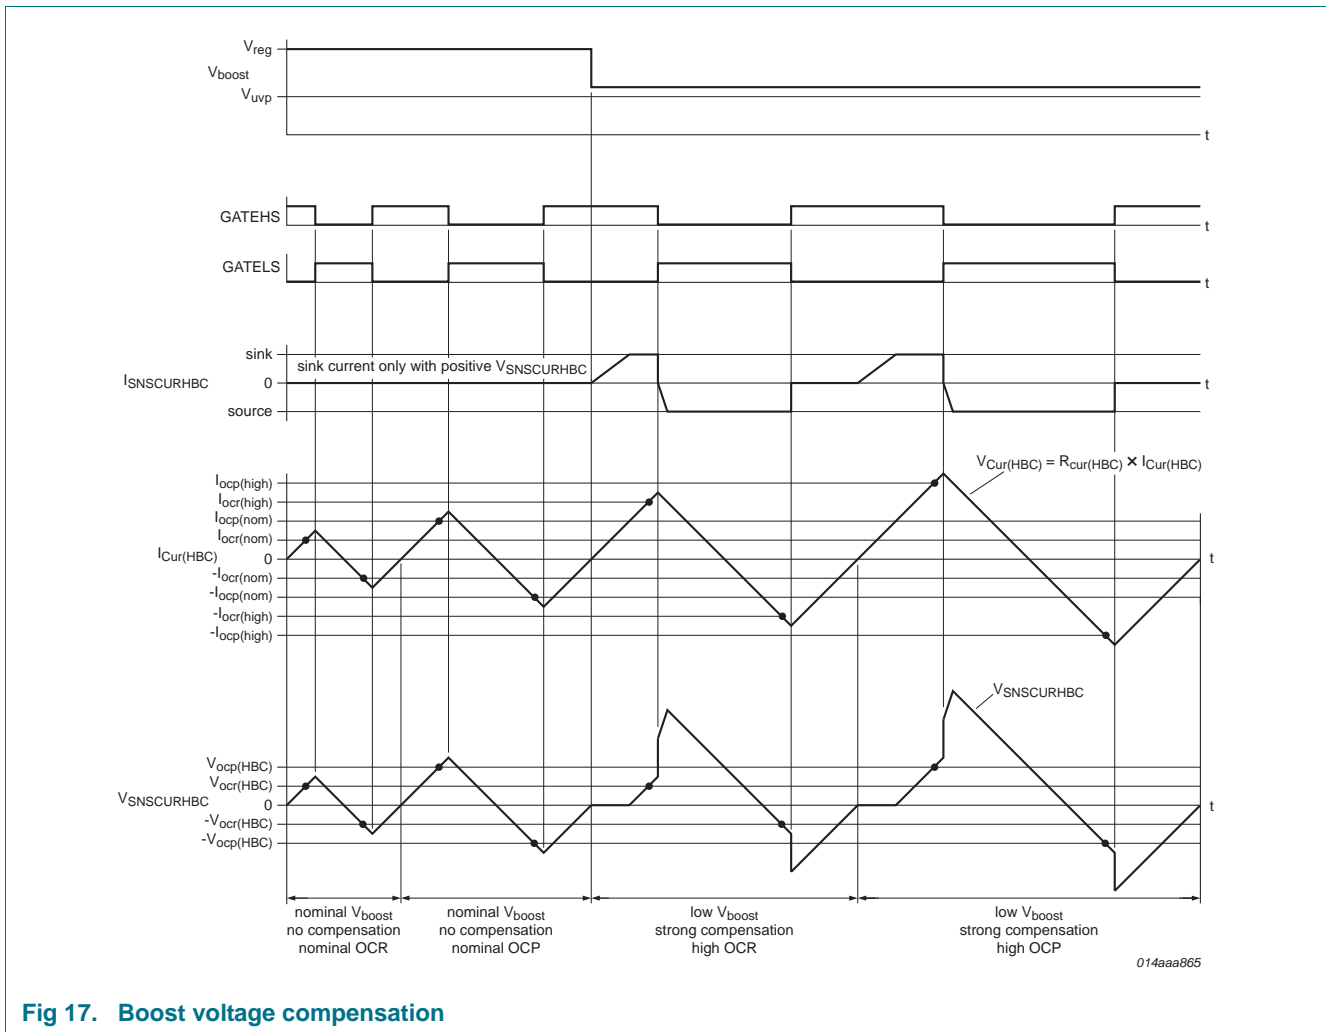 Vreg
Vboost
Vuvp
t
GATEHS
t
GATELS
t
sink
sink current only with positive VSNSCURHBC
ISNSCURHBC
0
t
source
VCur(HBC) = Rcur(HBC) × ICur(HBC)
Iocp(high)
Iocr(high)
Iocp(nom)
Iocr(nom)
ICur(HBC)
0
t
-Iocr(nom)
-Iocp(nom)
-Iocr(high)
-Iocp(high)
VSNSCURHBC
Vocp(HBC)
Vocr(HBC)
VSNSCURHBC
0
t
-Vocr(HBC)
-Vocp(HBC)
nominal Vboost
no compensation
nominal OCR
nominal Vboost
no compensation
nominal OCP
low Vboost
strong compensation
high OCR
low Vboost
strong compensation
high OCP
014aaa865
Fig 17. Boost voltage compensation